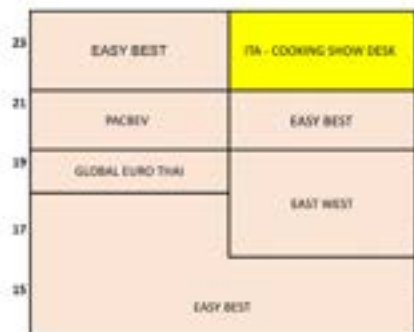 23
EASY BEST
ITA - COOKING SHOW DESK
21
PACBEV
EASY BEST
19
GLOBAL EURO THAI
EAST WEST
17
15
EASY BEST